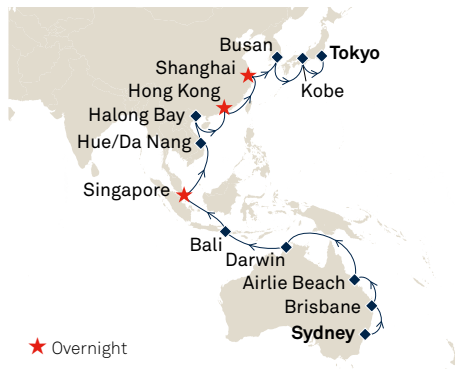 Busan
Tokyo
Shanghai
Kobe
Hong Kong
Halong Bay
Hue/Da Nang
Singapore
Bali
Darwin
Airlie Beach
Brisbane
Sydney
Overnight